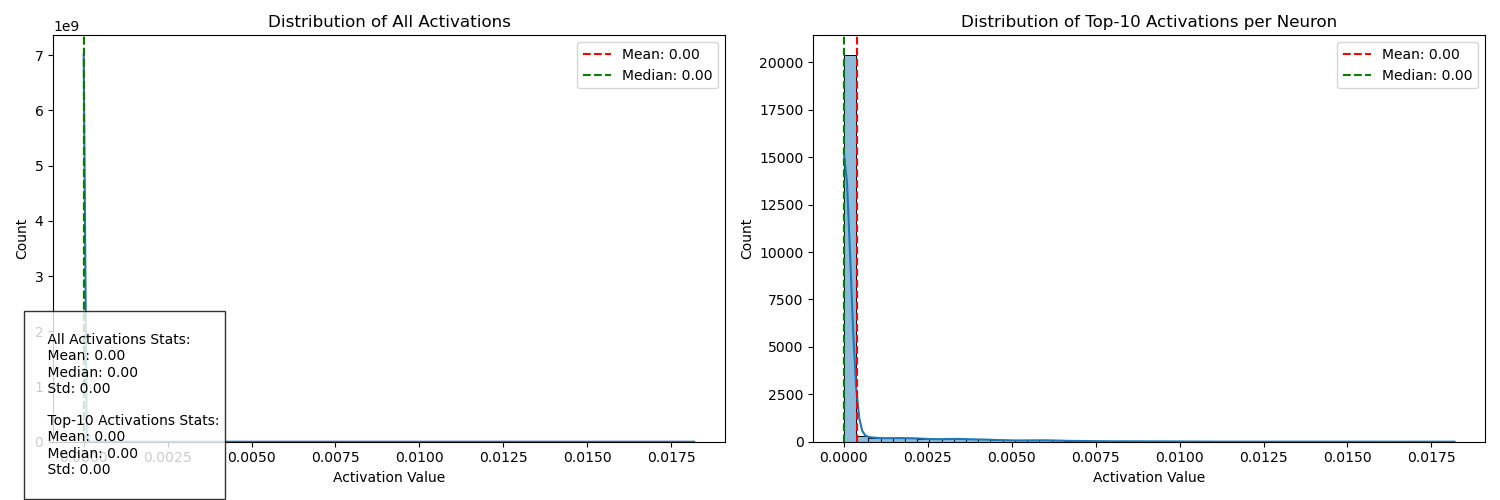 Distribution of All Activations
1e9
7
6
5
4
3
2
1
0
Count
Mean: 0.00
Median: 0.00
All Activations Stats:
Mean: 0.00
Median: 0.00
Std: 0.00
Top-10 Activations Stats:
Mean: 0.00
Median: 0.00
Std: 0.00
0.0000 0.0025 0.0050 0.0075 0.0100 0.0125 0.0150 0.0175
Activation Value
Distribution of Top-10 Activations per Neuron
20000
17500
15000
12500
10000
7500
5000
2500
0
Count
Mean: 0.00
Median: 0.00
0.0000 0.0025 0.0050 0.0075 0.0100 0.0125 0.0150 0.0175
Activation Value